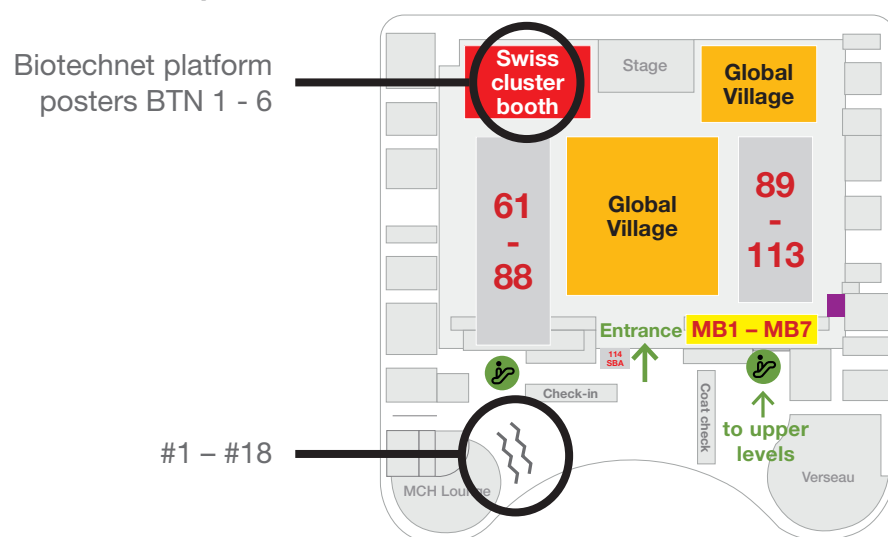 Biotechnet platform
posters BTN 1 - 6
Swiss
cluster
booth
Stage
Global
Village
61
-
88
Global
Village
89
-
113
Entrance
MB1 – MB7
114
SBA
Check-in
Coat check
to upper
levels
#1 – #18
MCH Lounge
Verseau